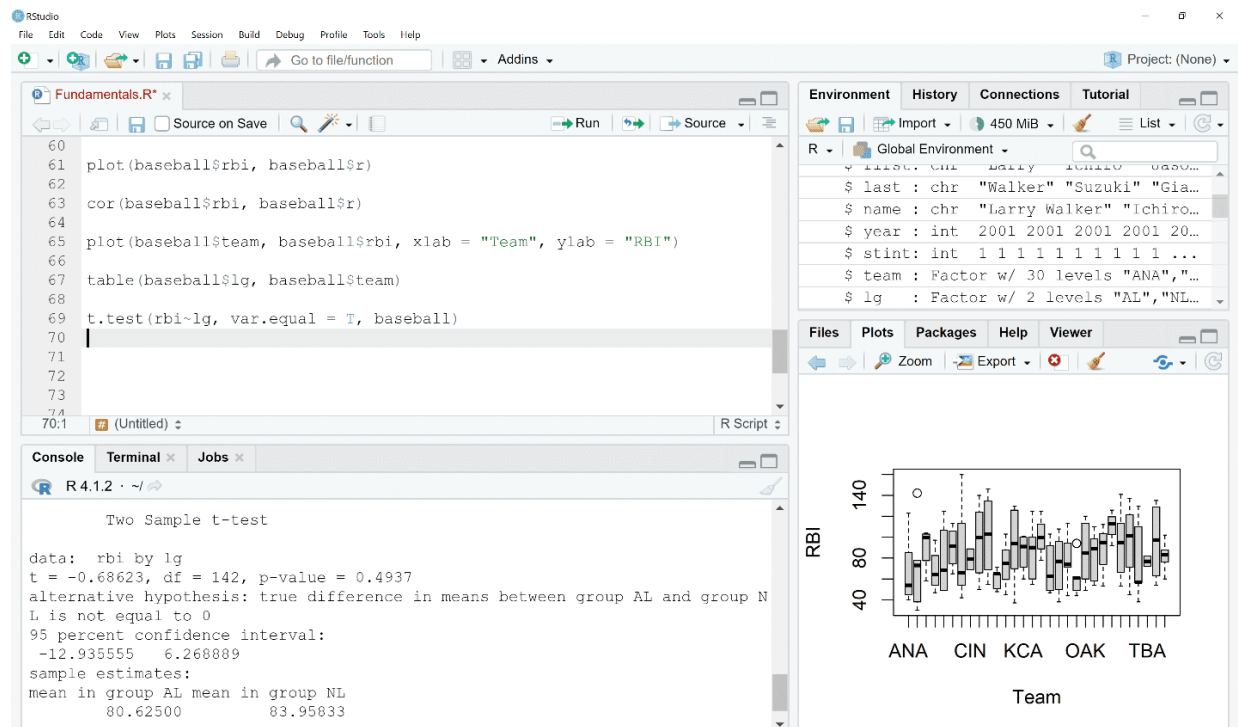 RStudio
File Edit Code View Plots Session Build Debug Profile Tools Help
Go to file/function Addins Project: (None)
Fundamentals.R*
Source on Save Run Source
60
61 plot(baseball$rbi, baseball$r)
62
63 cor(baseball$rbi, baseball$r)
64
65 plot(baseball$team, baseball$rbi, xlab = "Team", ylab = "RBI")
66
67 table(baseball$lg, baseball$team)
68
69 t.test(rbi~lg, var.equal = T, baseball)
70
71
72
73
74
70:1 (Untitled) R Script
Console Terminal Jobs
R 4.1.2 · ~/
Two Sample t-test
data: rbi by lg
t = -0.68623, df = 142, p-value = 0.4937
alternative hypothesis: true difference in means between group AL and group N
L is not equal to 0
95 percent confidence interval:
-12.935555 6.268889
sample estimates:
mean in group AL mean in group NL
80.62500 83.95833
Environment History Connections Tutorial
Import 450 MiB List
R Global Environment
$ last : chr "Walker" "Suzuki" "Gia…
$ name : chr "Larry Walker" "Ichiro…
$ year : int 2001 2001 2001 2001 20…
$ stint: int 1 1 1 1 1 1 1 1 1 ...
$ team : Factor w/ 30 levels "ANA","…
$ lg : Factor w/ 2 levels "AL","NL…
Files Plots Packages Help Viewer
Zoom Export
RBI
140
80
40
ANA CIN KCA OAK TBA
Team